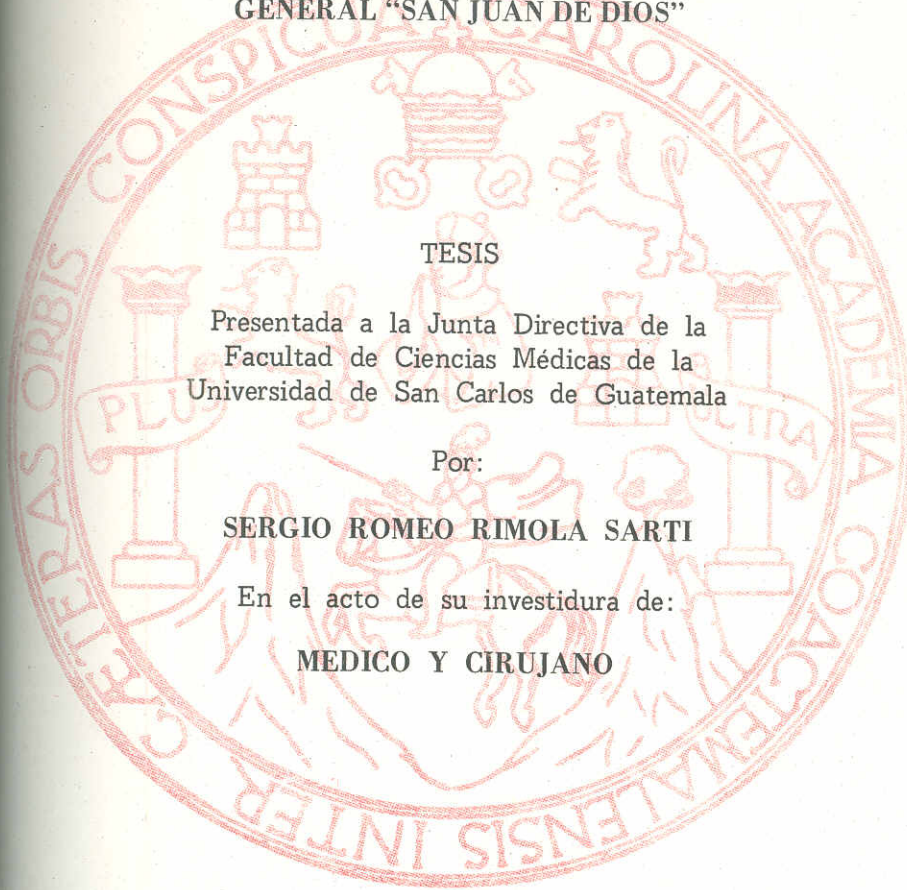 GENERAL “SAN JUAN DE DIOS”
TESIS
Presentada a la Junta Directiva de la
Facultad de Ciencias Médicas de la
Universidad de San Carlos de Guatemala
Por:
SERGIO ROMEO RIMOLA SARTI
En el acto de su investidura de:
MEDICO Y CIRUJANO
CAROLINA ACADEMIA COACTEMALENSIS INTER CÆTERAS ORBIS CONSPICUA
PLUS
ULTRA